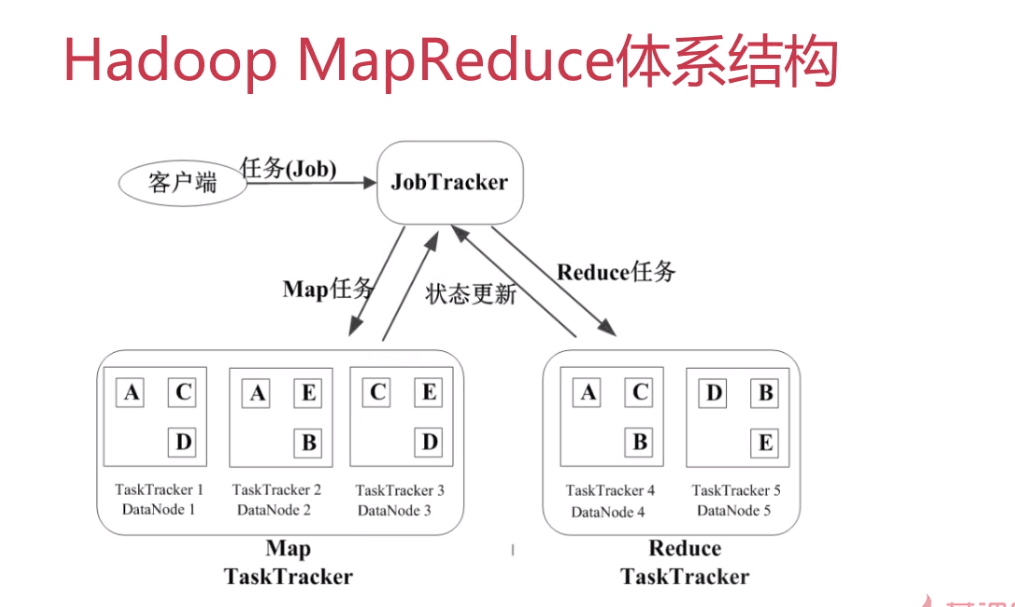 Hadoop MapReduce体系结构
客户端
任务(Job)
JobTracker
Map任务
状态更新
Reduce任务
A C
D
A E
B
C E
D
A C
B
D B
E
TaskTracker 1
DataNode 1
TaskTracker 2
DataNode 2
TaskTracker 3
DataNode 3
TaskTracker 4
DataNode 4
TaskTracker 5
DataNode 5
Map
TaskTracker
Reduce
TaskTracker